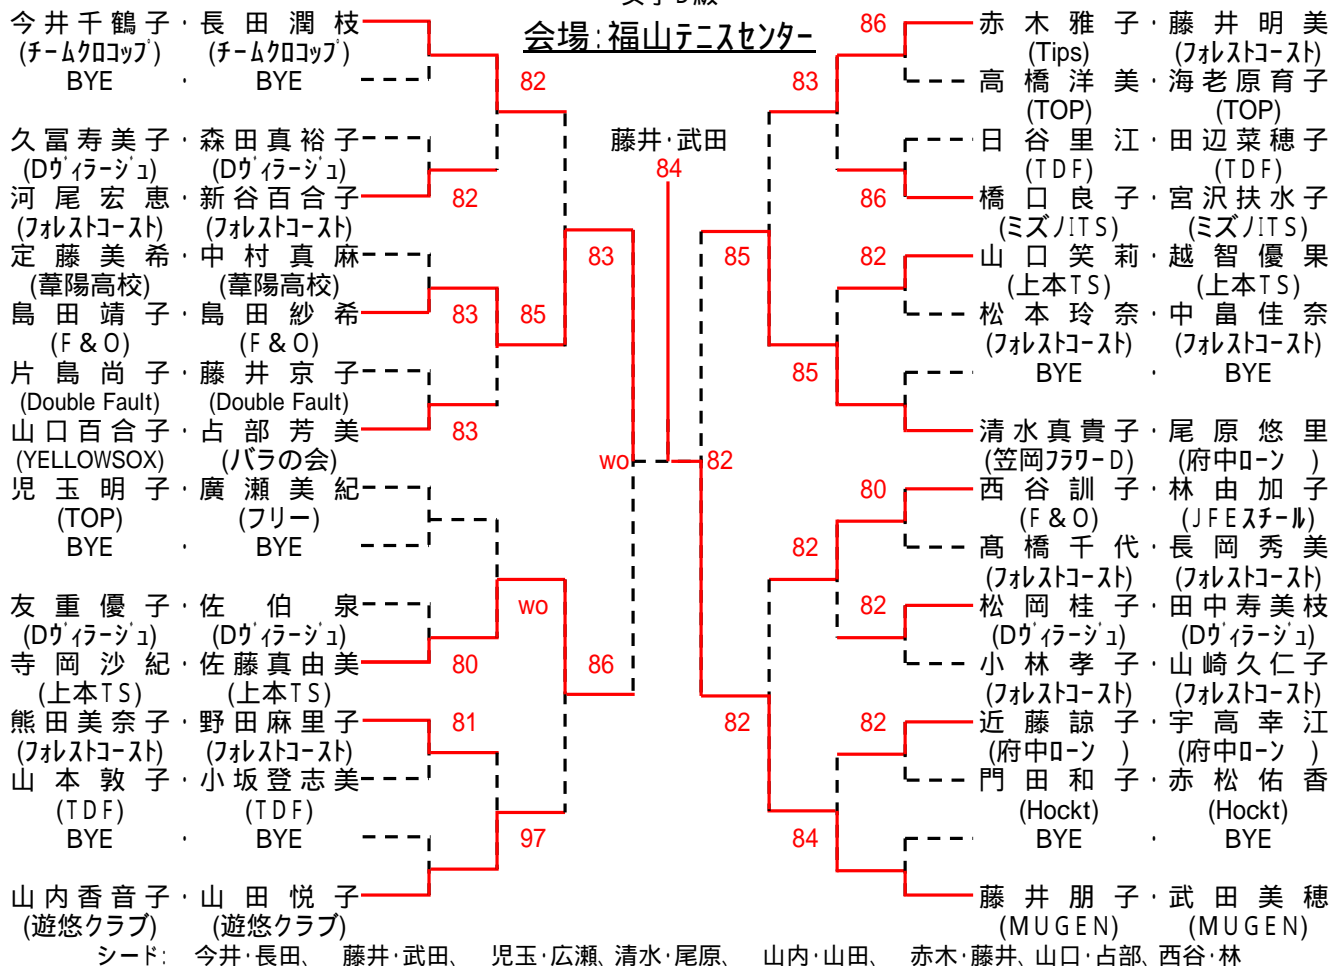 会場:福山テニスセンター
今井千鶴子・長田潤枝
(チームクロコップ) (チームクロコップ)
BYE ・ BYE
82
久冨寿美子・森田真裕子
(Dヴィラージュ) (Dヴィラージュ)
河尾宏恵・新谷百合子
82
(フォレストコースト) (フォレストコースト)
定藤美希・中村真麻
83
(葦陽高校) (葦陽高校)
島田靖子・島田紗希
83 85
(F&O) (F&O)
片島尚子・藤井京子
(Double Fault) (Double Fault)
山口百合子・占部芳美
83
(YELLOWSOX) (バラの会)
wo
児玉明子・廣瀬美紀
(TOP) (フリー)
BYE ・ BYE
友重優子・佐伯泉
wo
(Dヴィラージュ) (Dヴィラージュ)
寺岡沙紀・佐藤真由美
80 86
(上本TS) (上本TS)
熊田美奈子・野田麻里子
81
(フォレストコースト) (フォレストコースト)
山本敦子・小坂登志美
(TDF) (TDF)
BYE ・ BYE
97
山内香音子・山田悦子
(遊悠クラブ) (遊悠クラブ)
藤井・武田
84
86
赤木雅子・藤井明美
(Tips) (フォレストコースト)
83
高橋洋美・海老原育子
(TOP) (TOP)
日谷里江・田辺菜穂子
(TDF) (TDF)
86
橋口良子・宮沢扶水子
(ミズノITS) (ミズノITS)
85 82
山口笑莉・越智優果
(上本TS) (上本TS)
松本玲奈・中畠佳奈
(フォレストコースト) (フォレストコースト)
85
BYE ・ BYE
清水真貴子・尾原悠里
(笠岡フラワーD) (府中ローン )
82
80
西谷訓子・林由加子
(F&O) (JFEスチール)
82
髙橋千代・長岡秀美
(フォレストコースト) (フォレストコースト)
82
松岡桂子・田中寿美枝
(Dヴィラージュ) (Dヴィラージュ)
小林孝子・山崎久仁子
(フォレストコースト) (フォレストコースト)
82 82
近藤諒子・宇高幸江
(府中ローン ) (府中ローン )
門田和子・赤松佑香
(Hockt) (Hockt)
84
BYE ・ BYE
藤井朋子・武田美穂
(MUGEN) (MUGEN)
シード: 今井・長田、 藤井・武田、 児玉・広瀬、清水・尾原、 山内・山田、 赤木・藤井、山口・占部、西谷・林